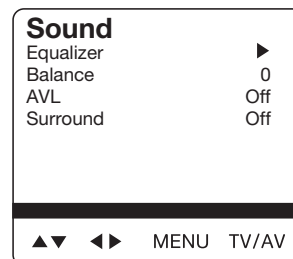 Sound
Equalizer ▶
Balance 0
AVL Off
Surround Off
▲▼ ◀▶ MENU TV/AV